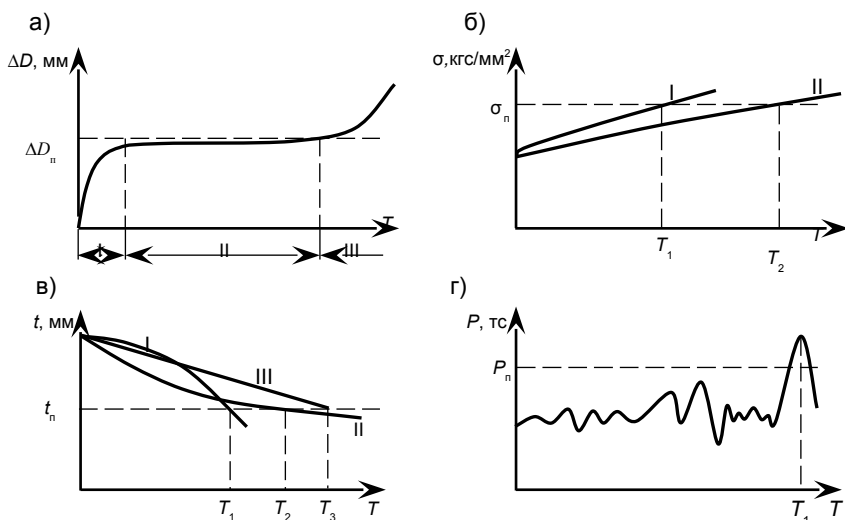 а)
ΔD, мм
ΔDп
T
I
II
III
б)
σ,кгс/мм²
σп
I
II
T₁
T₂
T
в)
t, мм
I
III
tп
II
T₁
T₂
T₃
T
г)
P, тс
Pп
T₁
T